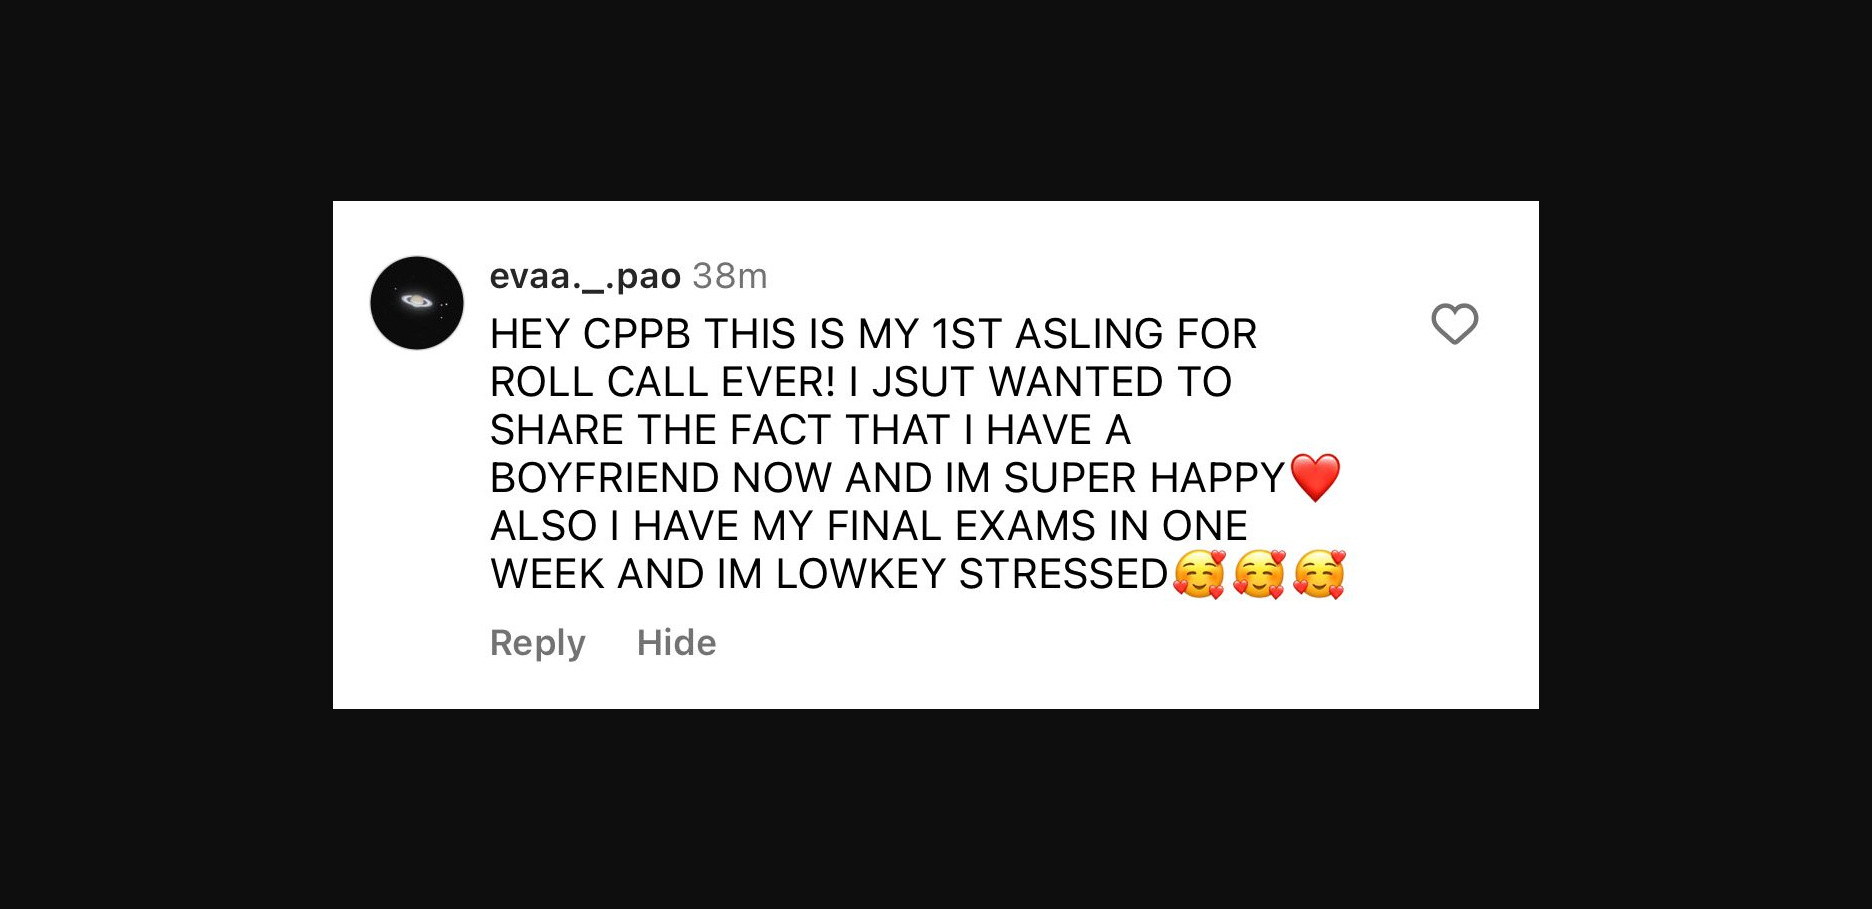 evaa._.pao 38m
HEY CPPB THIS IS MY 1ST ASLING FOR
ROLL CALL EVER! I JSUT WANTED TO
SHARE THE FACT THAT I HAVE A
BOYFRIEND NOW AND IM SUPER HAPPY❤️
ALSO I HAVE MY FINAL EXAMS IN ONE
WEEK AND IM LOWKEY STRESSED🥰🥰🥰
Reply Hide